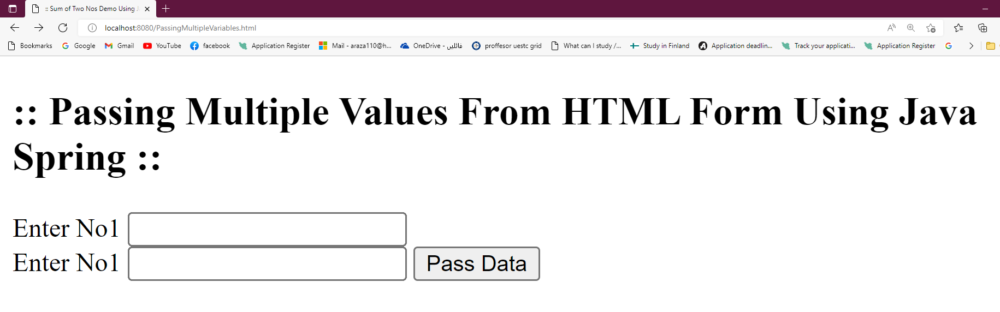 :: Sum of Two Nos Demo Using J
localhost:8080/PassingMultipleVariables.html
Bookmarks Google Gmail YouTube facebook Application Register Mail - araza110@h... OneDrive - فائلیں proffesor uestc grid What can I study /... Study in Finland Application deadlin... Track your applicati... Application Register
:: Passing Multiple Values From HTML Form Using Java
Spring ::
Enter No1
Enter No1 Pass Data